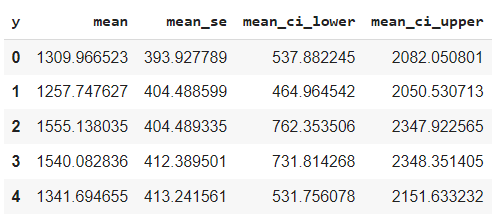 y mean mean_se mean_ci_lower mean_ci_upper
0 1309.966523 393.927789 537.882245 2082.050801
1 1257.747627 404.488599 464.964542 2050.530713
2 1555.138035 404.489335 762.353506 2347.922565
3 1540.082836 412.389501 731.814268 2348.351405
4 1341.694655 413.241561 531.756078 2151.633232